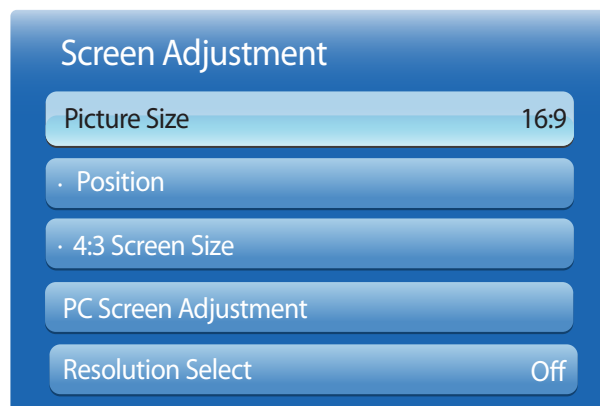 Screen Adjustment
Picture Size 16:9
· Position
· 4:3 Screen Size
PC Screen Adjustment
Resolution Select Off